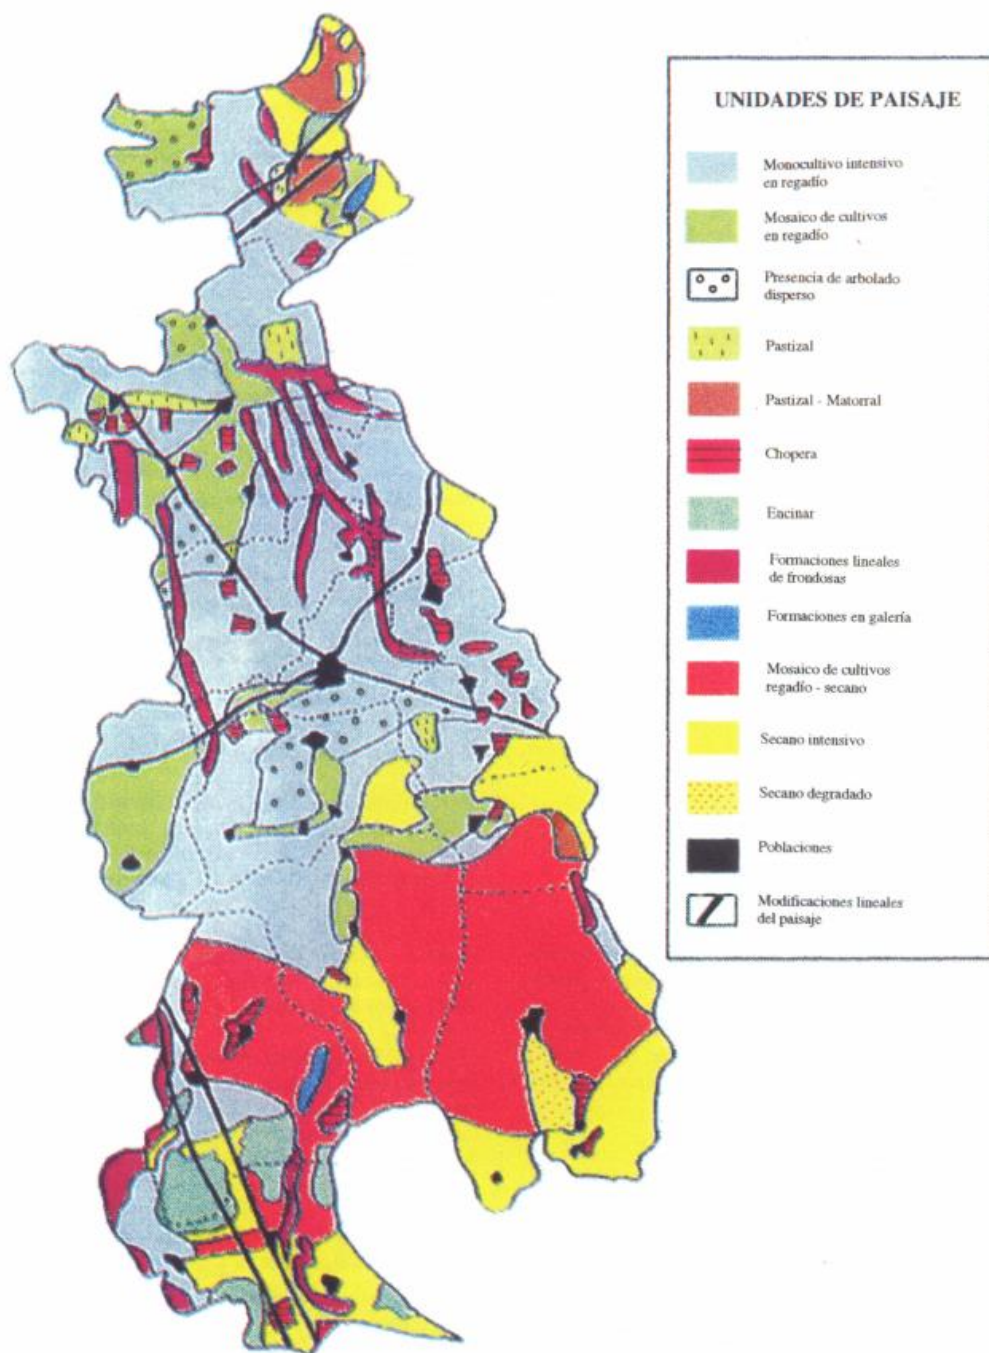 UNIDADES DE PAISAJE
Monocultivo intensivo
en regadío
Mosaico de cultivos
en regadío
Presencia de arbolado
disperso
Pastizal
Pastizal - Matorral
Chopera
Encinar
Formaciones lineales
de frondosas
Formaciones en galería
Mosaico de cultivos
regadío - secano
Secano intensivo
Secano degradado
Poblaciones
Modificaciones lineales
del paisaje